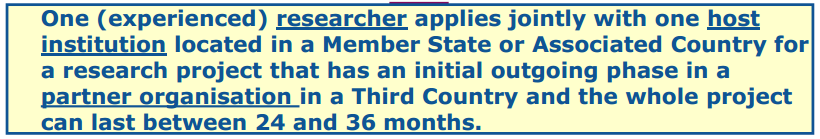 One (experienced) researcher applies jointly with one host
institution located in a Member State or Associated Country for
a research project that has an initial outgoing phase in a
partner organisation in a Third Country and the whole project
can last between 24 and 36 months.